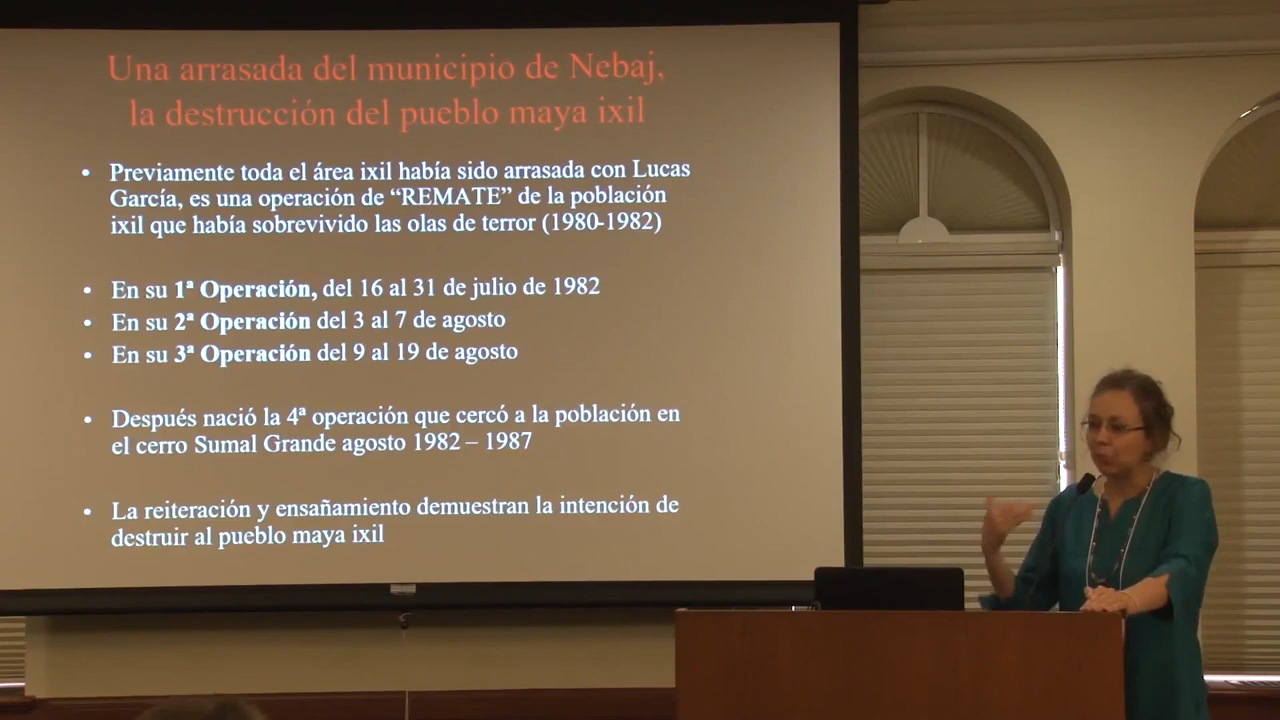 Una arrasada del municipio de Nebaj,
la destrucción del pueblo maya ixil
• Previamente toda el área ixil había sido arrasada con Lucas
García, es una operación de “REMATE” de la población
ixil que había sobrevivido las olas de terror (1980-1982)
• En su 1ª Operación, del 16 al 31 de julio de 1982
• En su 2ª Operación del 3 al 7 de agosto
• En su 3ª Operación del 9 al 19 de agosto
• Después nació la 4ª operación que cercó a la población en
el cerro Sumal Grande agosto 1982 – 1987
• La reiteración y ensañamiento demuestran la intención de
destruir al pueblo maya ixil